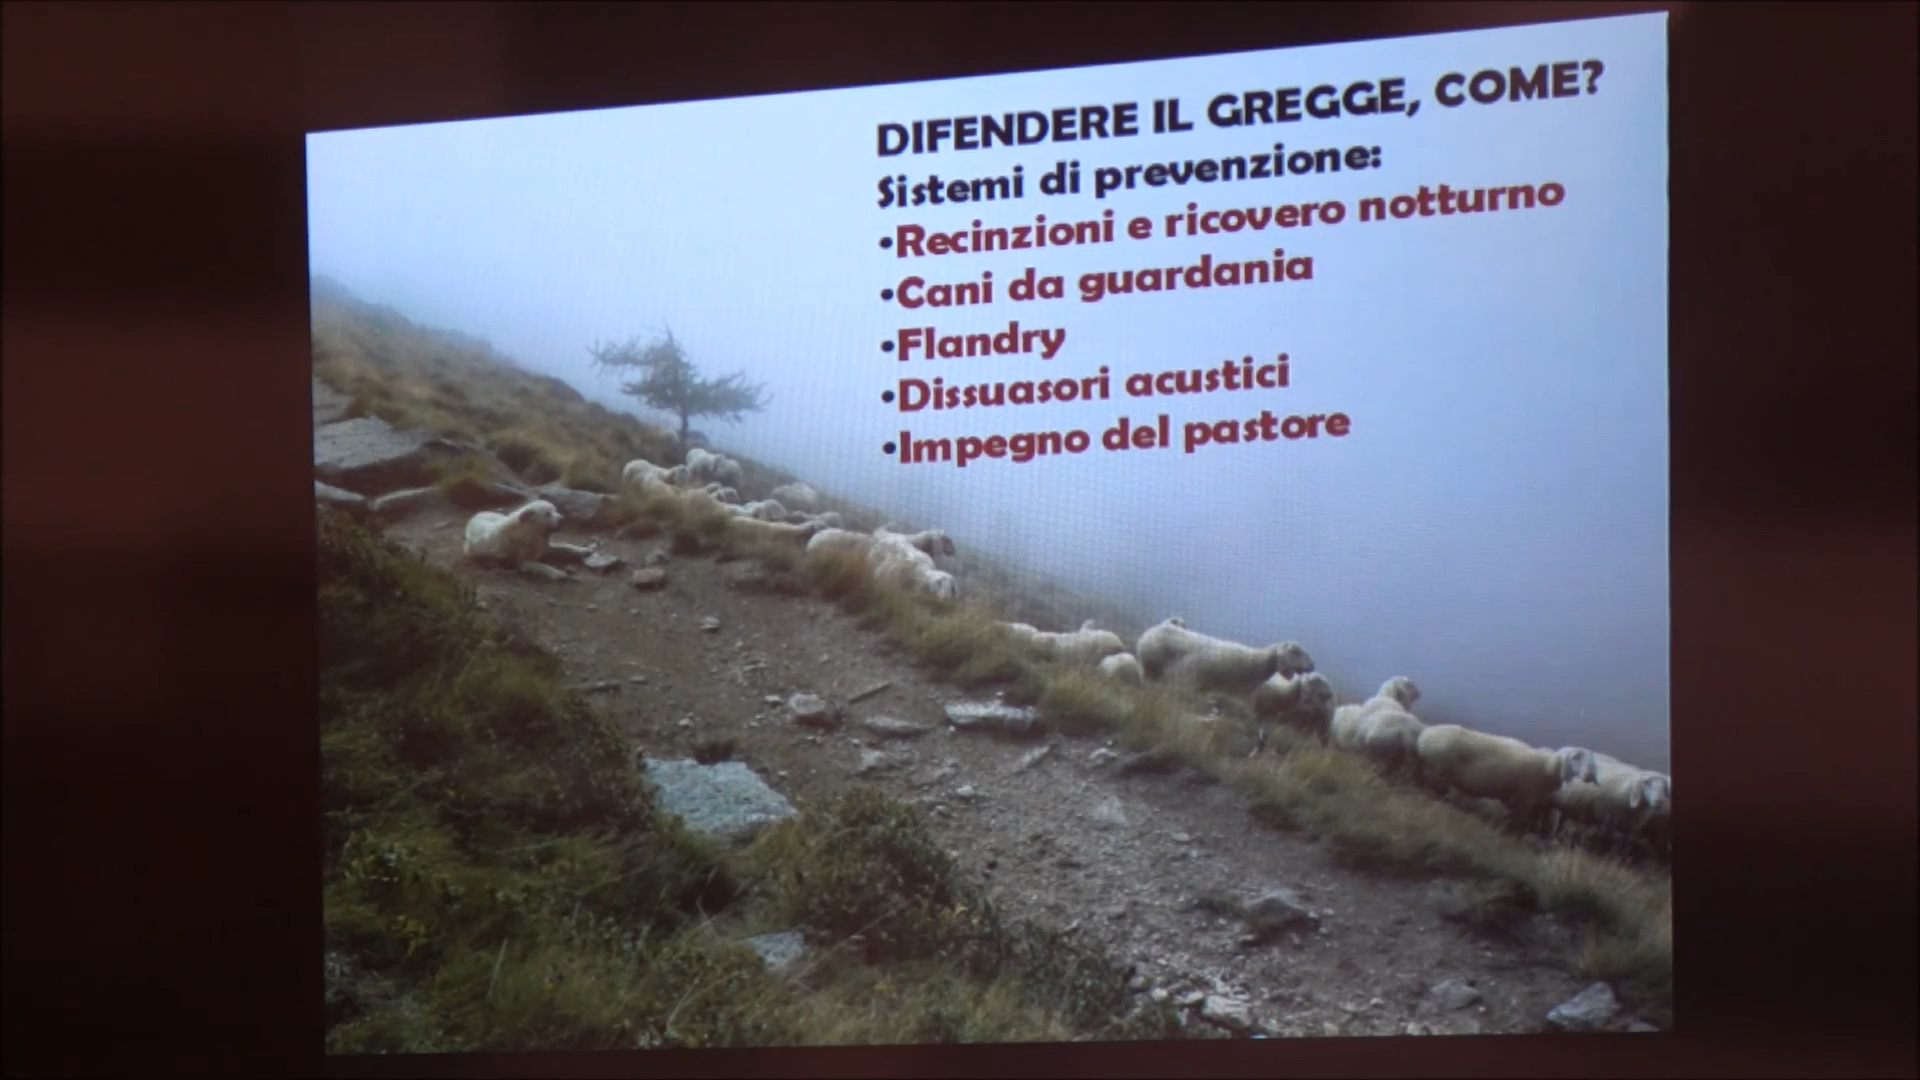 DIFENDERE IL GREGGE, COME?
Sistemi di prevenzione:
•Recinzioni e ricovero notturno
•Cani da guardania
•Flandry
•Dissuasori acustici
•Impegno del pastore